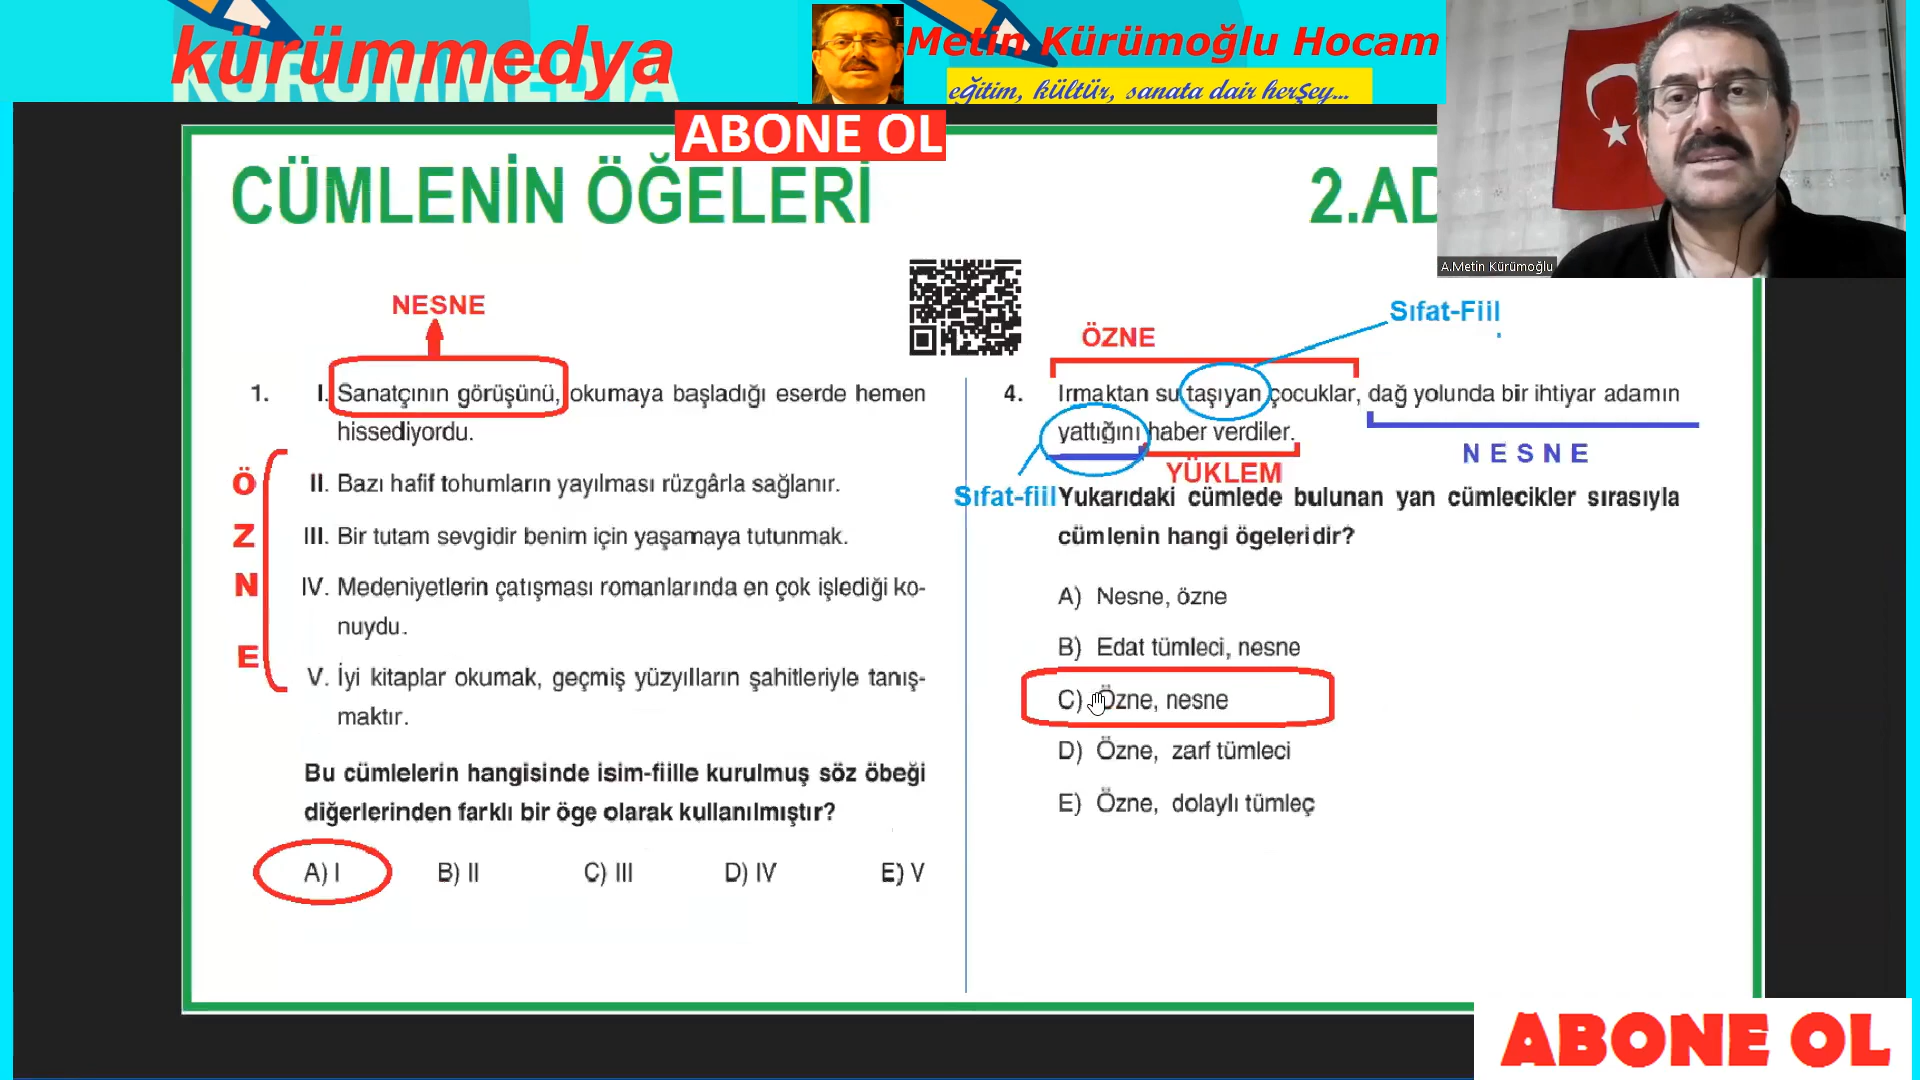 kürümmedya
KÜRÜMMEDIA
Metin Kürümoğlu Hocam
eğitim, kültür, sanata dair herşey...
ABONE OL
A.Metin Kürümoğlu
CÜMLENİN ÖĞELERİ
2.AD
NESNE
1. I. Sanatçının görüşünü, okumaya başladığı eserde hemen
hissediyordu.
II. Bazı hafif tohumların yayılması rüzgârla sağlanır.
III. Bir tutam sevgidir benim için yaşamaya tutunmak.
IV. Medeniyetlerin çatışması romanlarında en çok işlediği ko-
nuydu.
V. İyi kitaplar okumak, geçmiş yüzyılların şahitleriyle tanış-
maktır.
Ö
Z
N
E
Bu cümlelerin hangisinde isim-fiille kurulmuş söz öbeği
diğerlerinden farklı bir öge olarak kullanılmıştır?
A) I B) II C) III D) IV E) V
Sıfat-Fiil
ÖZNE
4. Irmaktan su taşıyan çocuklar, dağ yolunda bir ihtiyar adamın
yattığını haber verdiler.
NESNE
YÜKLEM
Sıfat-fiil
Yukarıdaki cümlede bulunan yan cümlecikler sırasıyla
cümlenin hangi ögeleridir?
A) Nesne, özne
B) Edat tümleci, nesne
C) Özne, nesne
D) Özne, zarf tümleci
E) Özne, dolaylı tümleç
ABONE OL